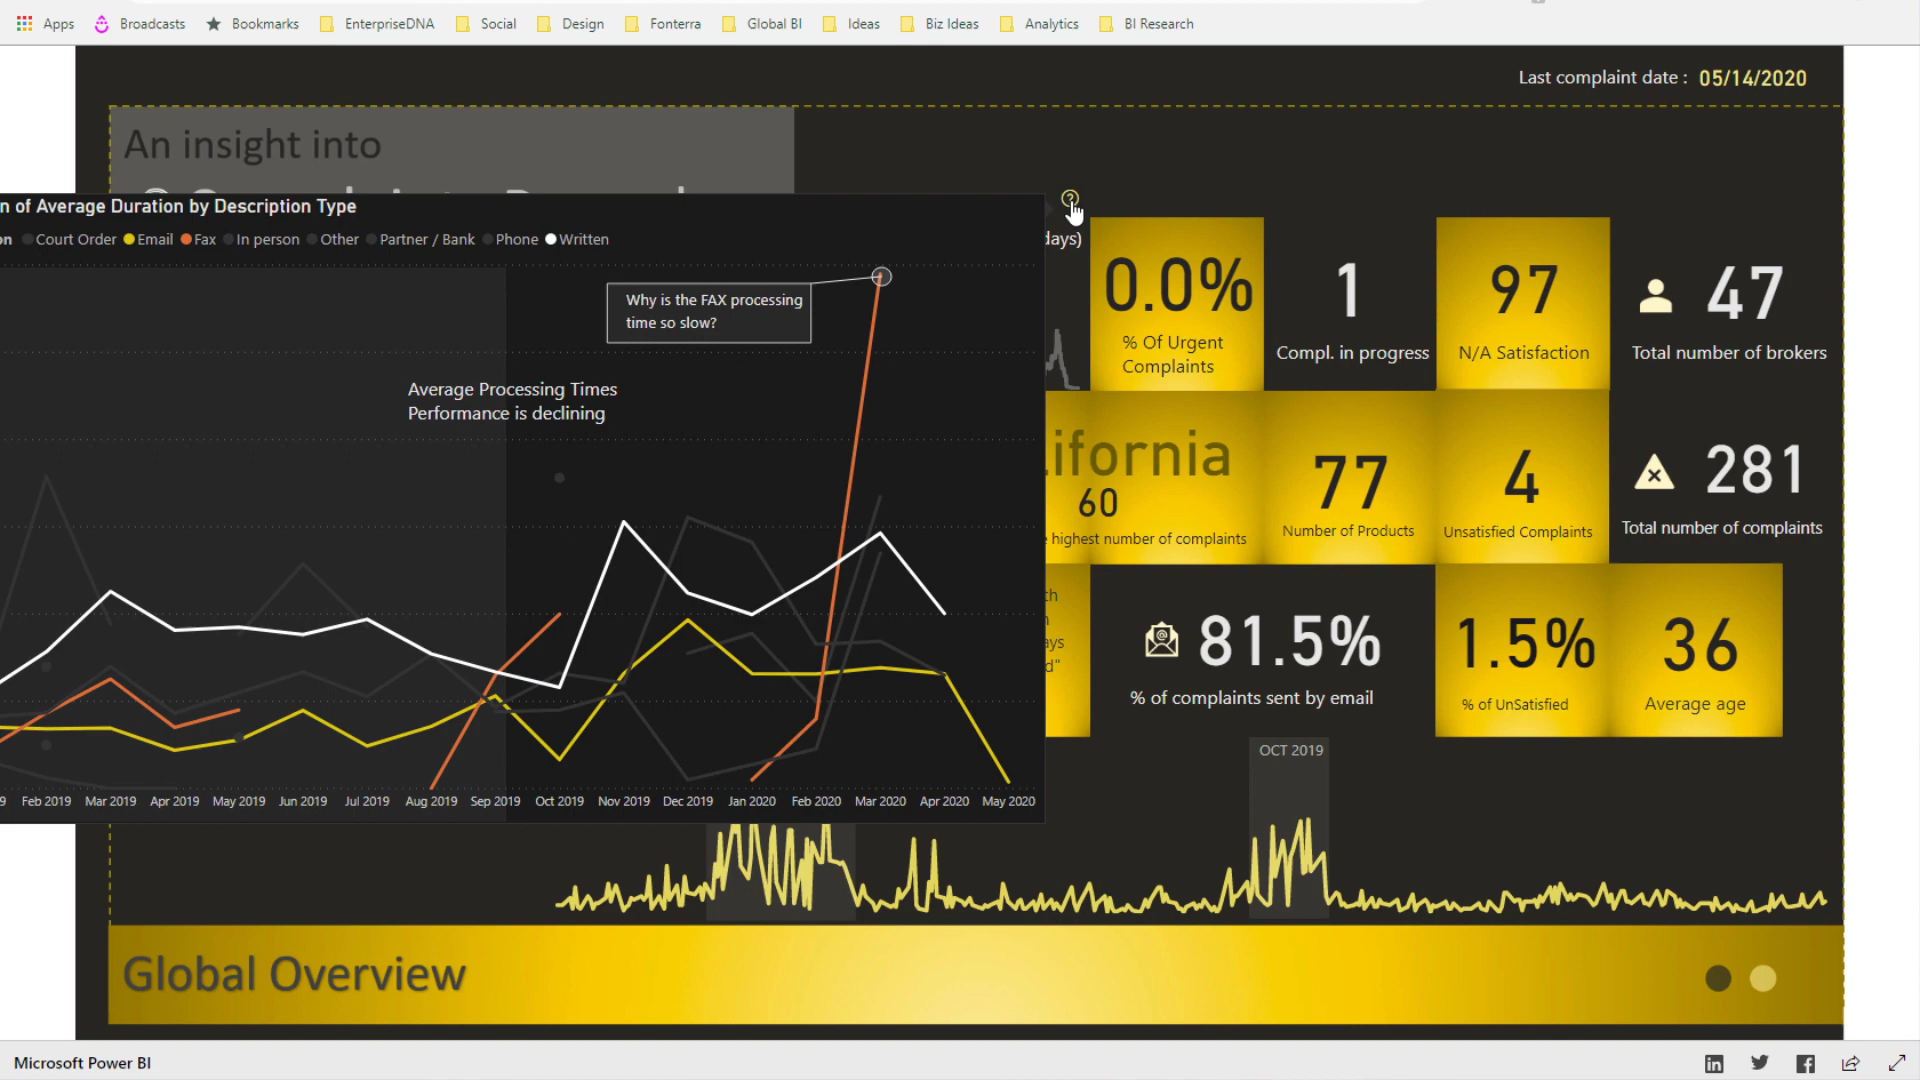 Apps
Broadcasts
Bookmarks
EnterpriseDNA
Social
Design
Fonterra
Global BI
Ideas
Biz Ideas
Analytics
BI Research
Last complaint date : 05/14/2020
An insight into
n of Average Duration by Description Type
on Court Order Email Fax In person Other Partner / Bank Phone Written
Why is the FAX processing
time so slow?
Average Processing Times
Performance is declining
9 Feb 2019 Mar 2019 Apr 2019 May 2019 Jun 2019 Jul 2019 Aug 2019 Sep 2019 Oct 2019 Nov 2019 Dec 2019 Jan 2020 Feb 2020 Mar 2020 Apr 2020 May 2020
days)
0.0%
% Of Urgent
Complaints
1
Compl. in progress
97
N/A Satisfaction
47
Total number of brokers
ifornia
60
highest number of complaints
77
Number of Products
4
Unsatisfied Complaints
281
Total number of complaints
th
ays
d"
81.5%
% of complaints sent by email
1.5%
% of UnSatisfied
36
Average age
OCT 2019
Global Overview
Microsoft Power BI